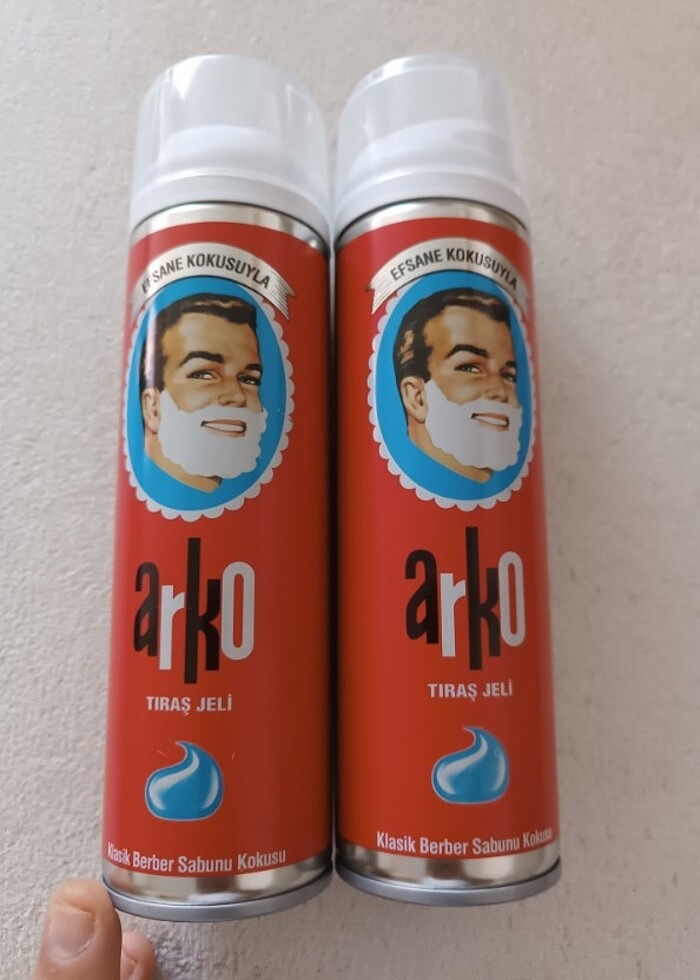 EFSANE KOKUSUYLA
arko
TIRAŞ JELİ
Klasik Berber Sabunu Kokusu
EFSANE KOKUSUYLA
arko
TIRAŞ JELİ
Klasik Berber Sabunu Kokusu